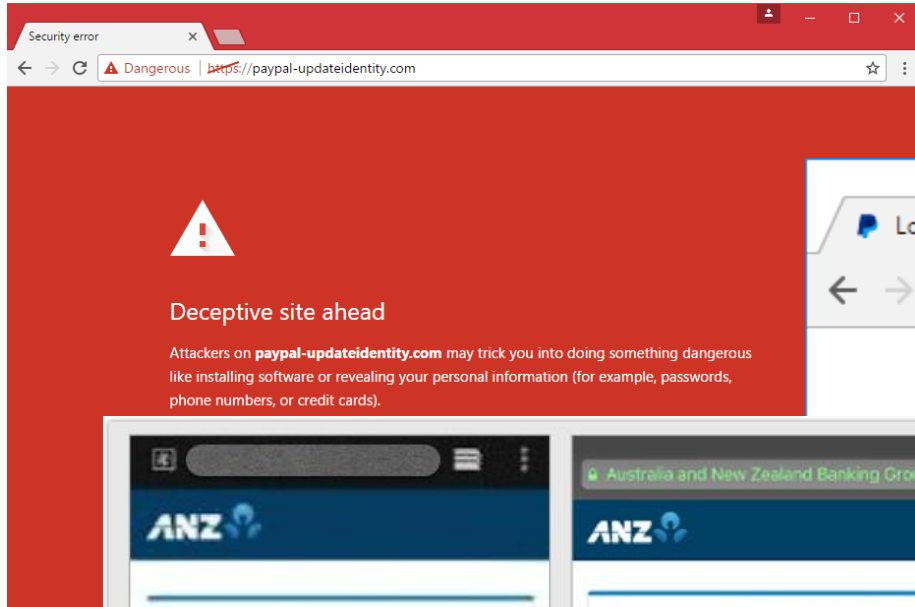 Security error
Dangerous | https://paypal-updateidentity.com
Lo
Deceptive site ahead
Attackers on paypal-updateidentity.com may trick you into doing something dangerous
like installing software or revealing your personal information (for example, passwords,
phone numbers, or credit cards).
Australia and New Zealand Banking Gro
ANZ
ANZ